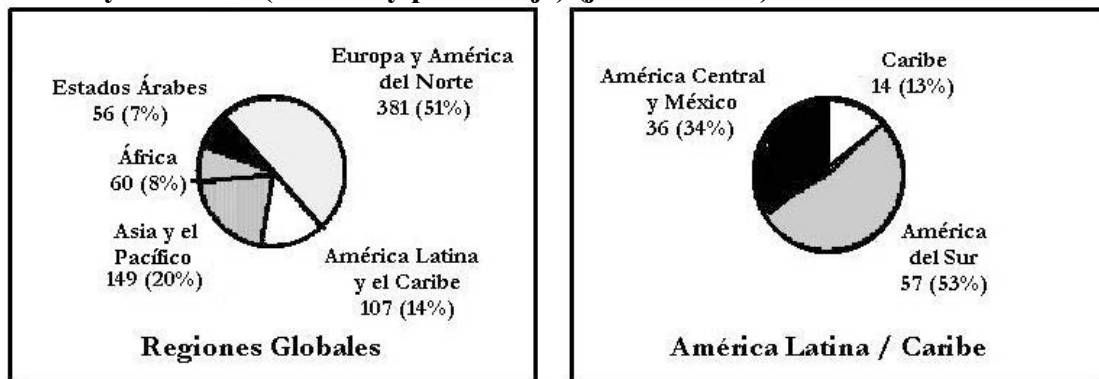 Europa y América
del Norte
381 (51%)
Estados Árabes
56 (7%)
África
60 (8%)
Asia y el
Pacífico
149 (20%)
América Latina
y el Caribe
107 (14%)
Regiones Globales
Caribe
14 (13%)
América Central
y México
36 (34%)
América
del Sur
57 (53%)
América Latina / Caribe